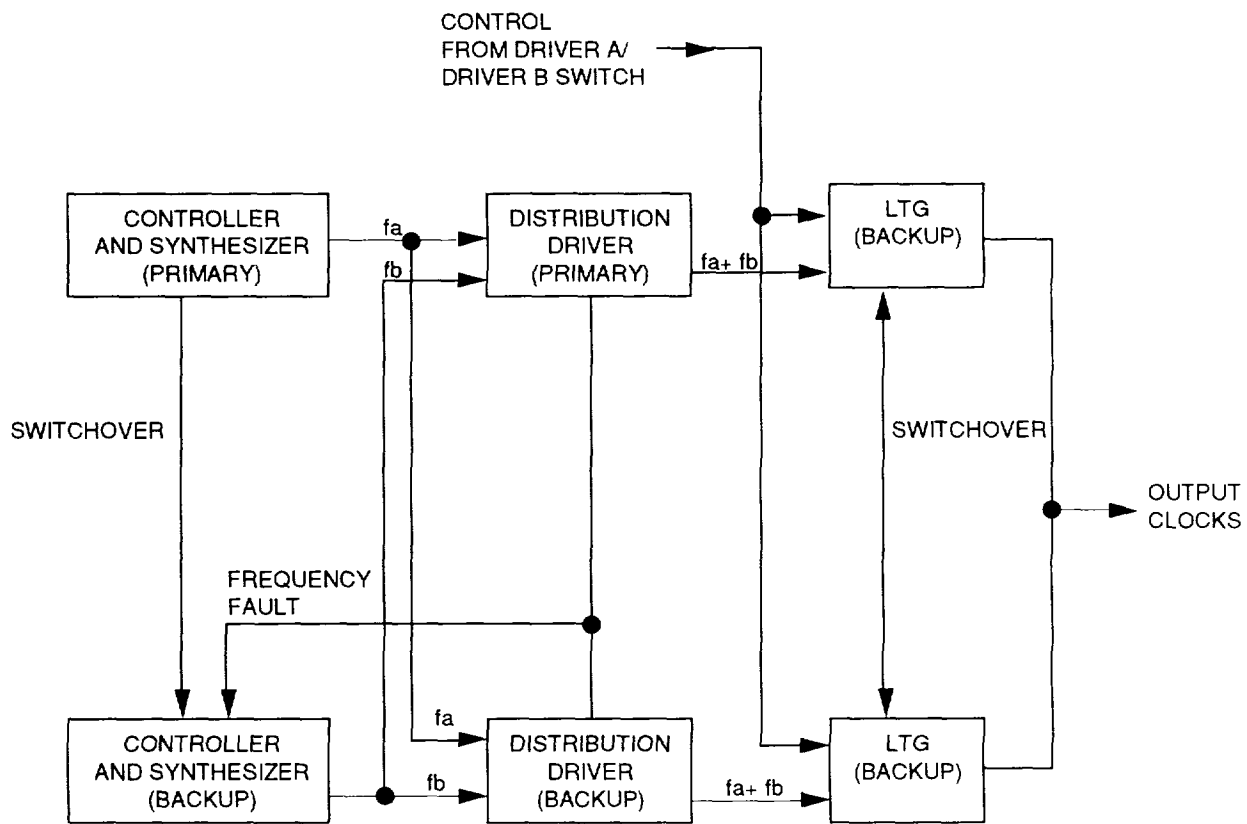 CONTROL
FROM DRIVER A/
DRIVER B SWITCH
CONTROLLER
AND SYNTHESIZER
(PRIMARY)
fa
fb
DISTRIBUTION
DRIVER
(PRIMARY)
fa+ fb
LTG
(BACKUP)
SWITCHOVER
SWITCHOVER
OUTPUT
CLOCKS
FREQUENCY
FAULT
CONTROLLER
AND SYNTHESIZER
(BACKUP)
fa
fb
DISTRIBUTION
DRIVER
(BACKUP)
fa+ fb
LTG
(BACKUP)